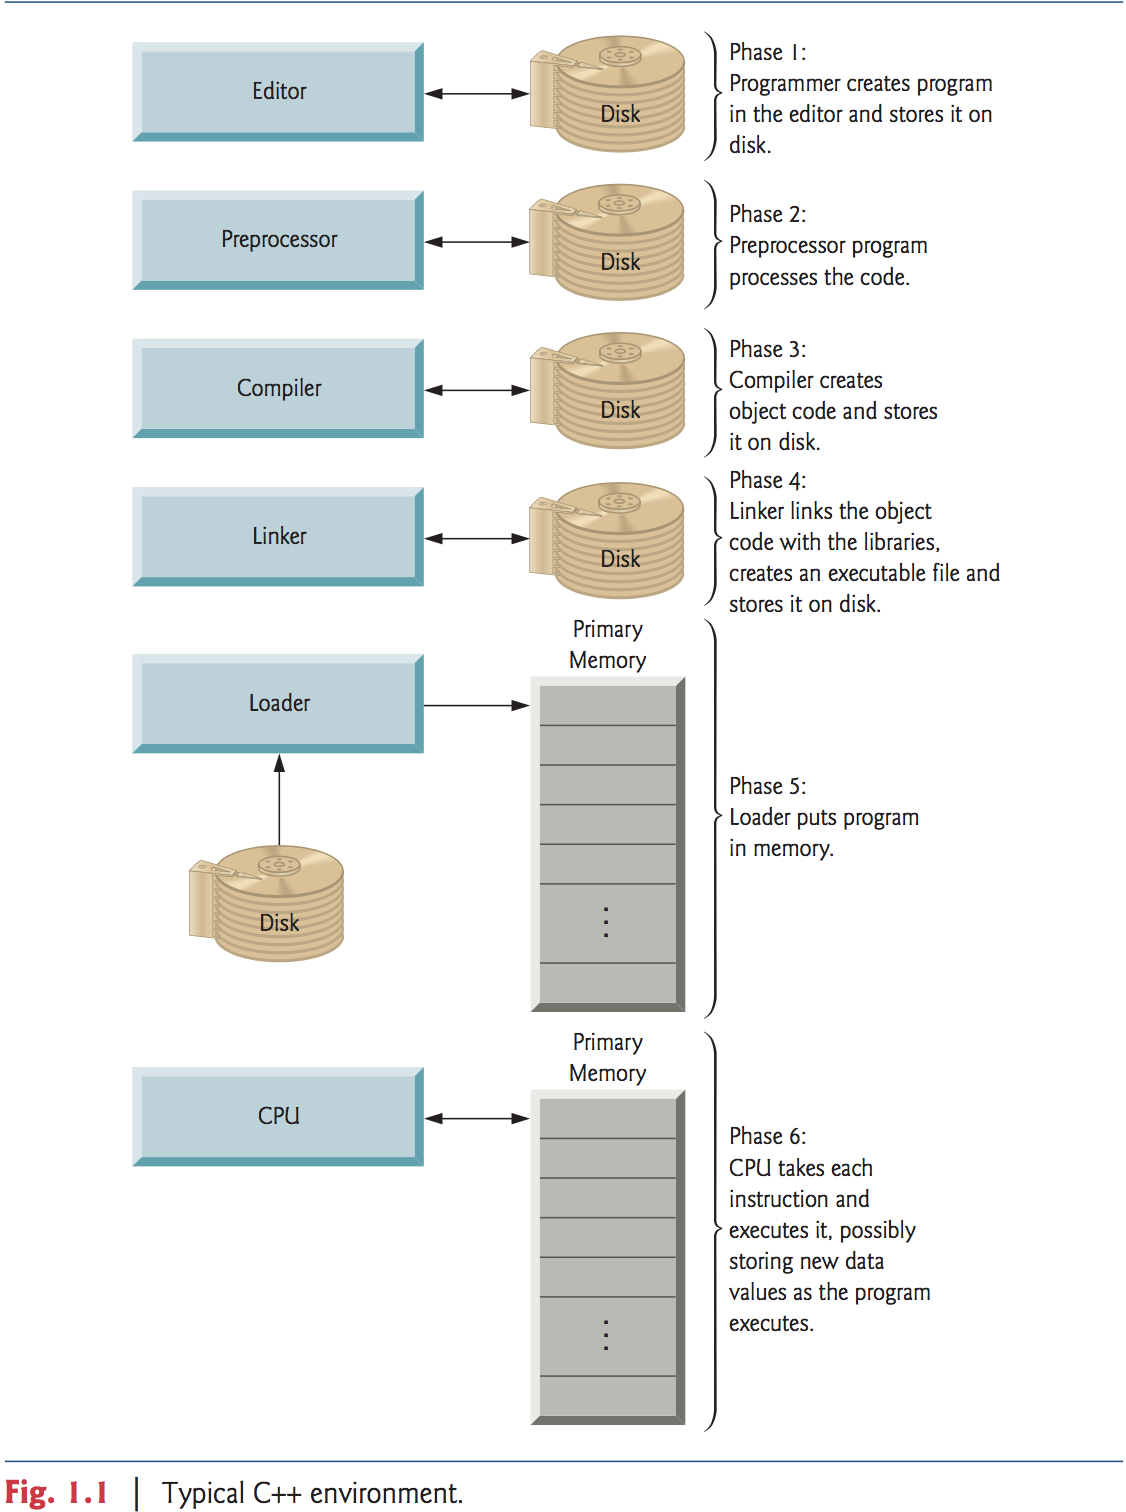 Editor
Disk
Phase 1:
Programmer creates program
in the editor and stores it on
disk.
Preprocessor
Disk
Phase 2:
Preprocessor program
processes the code.
Compiler
Disk
Phase 3:
Compiler creates
object code and stores
it on disk.
Linker
Disk
Phase 4:
Linker links the object
code with the libraries,
creates an executable file and
stores it on disk.
Primary
Memory
Loader
Disk
Phase 5:
Loader puts program
in memory.
Primary
Memory
CPU
Phase 6:
CPU takes each
instruction and
executes it, possibly
storing new data
values as the program
executes.
Fig. 1.1 | Typical C++ environment.